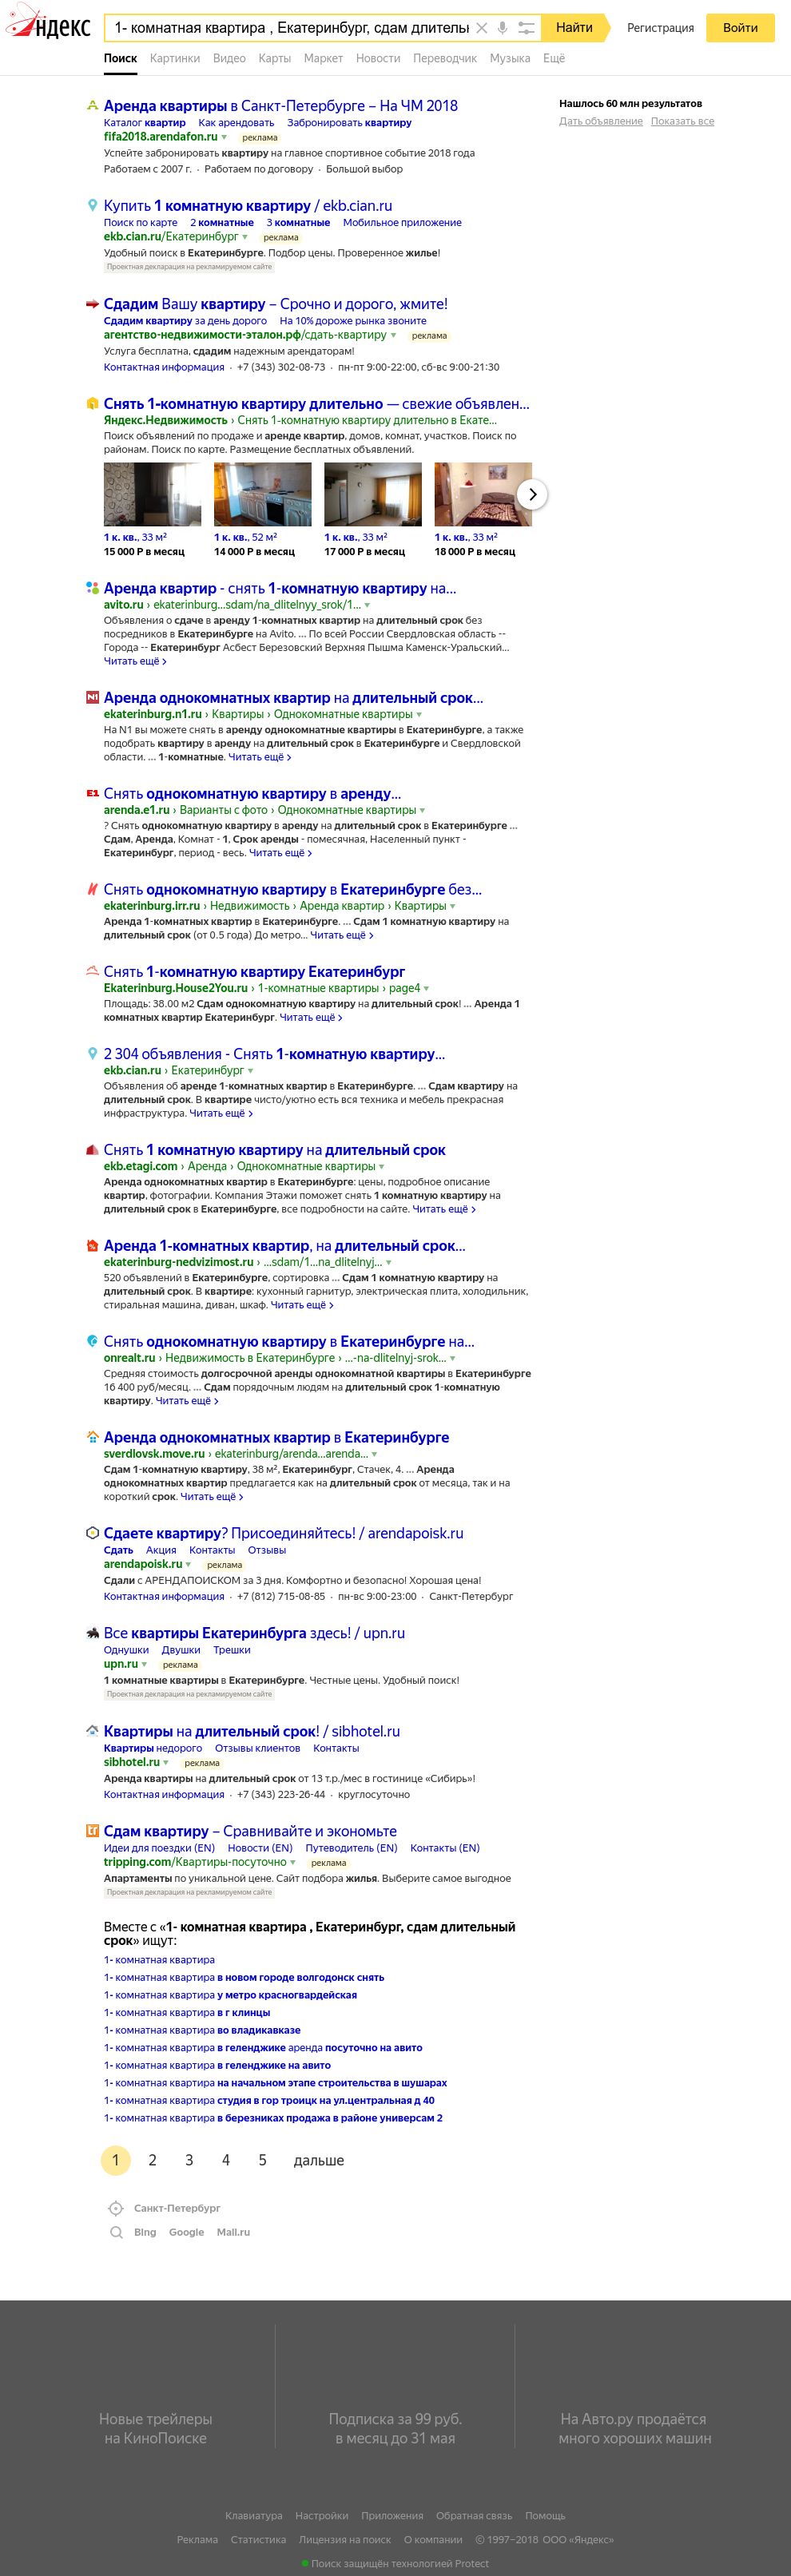 Яндекс
1- комнатная квартира , Екатеринбург, сдам длительн
Найти
Регистрация
Войти
Поиск Картинки Видео Карты Маркет Новости Переводчик Музыка Ещё
Нашлось 60 млн результатов
Дать объявление Показать все
Аренда квартиры в Санкт-Петербурге – На ЧМ 2018
Каталог квартир Как арендовать Забронировать квартиру
fifa2018.arendafon.ru реклама
Успейте забронировать квартиру на главное спортивное событие 2018 года
Работаем с 2007 г. · Работаем по договору · Большой выбор
Купить 1 комнатную квартиру / ekb.cian.ru
Поиск по карте 2 комнатные 3 комнатные Мобильное приложение
ekb.cian.ru/Екатеринбург реклама
Удобный поиск в Екатеринбурге. Подбор цены. Проверенное жилье!
Проектная декларация на рекламируемом сайте
Сдадим Вашу квартиру – Срочно и дорого, жмите!
Сдадим квартиру за день дорого На 10% дороже рынка звоните
агентство-недвижимости-эталон.рф/сдать-квартиру реклама
Услуга бесплатна, сдадим надежным арендаторам!
Контактная информация · +7 (343) 302-08-73 · пн-пт 9:00-22:00, сб-вс 9:00-21:30
Снять 1-комнатную квартиру длительно — свежие объявлен...
Яндекс.Недвижимость › Снять 1-комнатную квартиру длительно в Екате...
Поиск объявлений по продаже и аренде квартир, домов, комнат, участков. Поиск по
районам. Поиск по карте. Размещение бесплатных объявлений.
1 к. кв., 33 м² 1 к. кв., 52 м² 1 к. кв., 33 м² 1 к. кв., 33 м²
15 000 Р в месяц 14 000 Р в месяц 17 000 Р в месяц 18 000 Р в месяц
Аренда квартир - снять 1-комнатную квартиру на...
avito.ru › ekaterinburg...sdam/na_dlitelnyy_srok/1...
Объявления о сдаче в аренду 1-комнатных квартир на длительный срок без
посредников в Екатеринбурге на Avito. ... По всей России Свердловская область --
Города -- Екатеринбург Асбест Березовский Верхняя Пышма Каменск-Уральский...
Читать ещё
N1
Аренда однокомнатных квартир на длительный срок...
ekaterinburg.n1.ru › Квартиры › Однокомнатные квартиры
На N1 вы можете снять в аренду однокомнатные квартиры в Екатеринбурге, а также
подобрать квартиру в аренду на длительный срок в Екатеринбурге и Свердловской
области. ... 1-комнатные. Читать ещё
E1
Снять однокомнатную квартиру в аренду...
arenda.e1.ru › Варианты с фото › Однокомнатные квартиры
? Снять однокомнатную квартиру в аренду на длительный срок в Екатеринбурге ...
Сдам, Аренда, Комнат - 1, Срок аренды - помесячная, Населенный пункт -
Екатеринбург, период - весь. Читать ещё
Снять однокомнатную квартиру в Екатеринбурге без...
ekaterinburg.irr.ru › Недвижимость › Аренда квартир › Квартиры
Аренда 1-комнатных квартир в Екатеринбурге. ... Сдам 1 комнатную квартиру на
длительный срок (от 0.5 года) До метро... Читать ещё
Снять 1-комнатную квартиру Екатеринбург
Ekaterinburg.House2You.ru › 1-комнатные квартиры › page4
Площадь: 38.00 м2 Сдам однокомнатную квартиру на длительный срок! ... Аренда 1
комнатных квартир Екатеринбург. Читать ещё
2 304 объявления - Снять 1-комнатную квартиру...
ekb.cian.ru › Екатеринбург
Объявления об аренде 1-комнатных квартир в Екатеринбурге. ... Сдам квартиру на
длительный срок. В квартире чисто/уютно есть вся техника и мебель прекрасная
инфраструктура. Читать ещё
Снять 1 комнатную квартиру на длительный срок
ekb.etagi.com › Аренда › Однокомнатные квартиры
Аренда однокомнатных квартир в Екатеринбурге: цены, подробное описание
квартир, фотографии. Компания Этажи поможет снять 1 комнатную квартиру на
длительный срок в Екатеринбурге, все подробности на сайте. Читать ещё
Аренда 1-комнатных квартир, на длительный срок...
ekaterinburg-nedvizimost.ru › ...sdam/1...na_dlitelnyj...
520 объявлений в Екатеринбурге, сортировка ... Сдам 1 комнатную квартиру на
длительный срок. В квартире: кухонный гарнитур, электрическая плита, холодильник,
стиральная машина, диван, шкаф. Читать ещё
Снять однокомнатную квартиру в Екатеринбурге на...
onrealt.ru › Недвижимость в Екатеринбурге › ...-na-dlitelnyj-srok...
Средняя стоимость долгосрочной аренды однокомнатной квартиры в Екатеринбурге
16 400 руб/месяц. ... Сдам порядочным людям на длительный срок 1-комнатную
квартиру. Читать ещё
Аренда однокомнатных квартир в Екатеринбурге
sverdlovsk.move.ru › ekaterinburg/arenda...arenda...
Сдам 1-комнатную квартиру, 38 м², Екатеринбург, Стачек, 4. ... Аренда
однокомнатных квартир предлагается как на длительный срок от месяца, так и на
короткий срок. Читать ещё
Сдаете квартиру? Присоединяйтесь! / arendapoisk.ru
Сдать Акция Контакты Отзывы
arendapoisk.ru реклама
Сдали с АРЕНДАПОИСКОМ за 3 дня. Комфортно и безопасно! Хорошая цена!
Контактная информация · +7 (812) 715-08-85 · пн-вс 9:00-23:00 · Санкт-Петербург
Все квартиры Екатеринбурга здесь! / upn.ru
Однушки Двушки Трешки
upn.ru реклама
1 комнатные квартиры в Екатеринбурге. Честные цены. Удобный поиск!
Проектная декларация на рекламируемом сайте
Квартиры на длительный срок! / sibhotel.ru
Квартиры недорого Отзывы клиентов Контакты
sibhotel.ru реклама
Аренда квартиры на длительный срок от 13 т.р./мес в гостинице «Сибирь»!
Контактная информация · +7 (343) 223-26-44 · круглосуточно
Сдам квартиру – Сравнивайте и экономьте
Идеи для поездки (EN) Новости (EN) Путеводитель (EN) Контакты (EN)
tripping.com/Квартиры-посуточно реклама
Апартаменты по уникальной цене. Сайт подбора жилья. Выберите самое выгодное
Проектная декларация на рекламируемом сайте
Вместе с «1- комнатная квартира , Екатеринбург, сдам длительный
срок» ищут:
1- комнатная квартира
1- комнатная квартира в новом городе волгодонск снять
1- комнатная квартира у метро красногвардейская
1- комнатная квартира в г клинцы
1- комнатная квартира во владикавказе
1- комнатная квартира в геленджике аренда посуточно на авито
1- комнатная квартира в геленджике на авито
1- комнатная квартира на начальном этапе строительства в шушарах
1- комнатная квартира студия в гор троицк на ул.центральная д 40
1- комнатная квартира в березниках продажа в районе универсам 2
1 2 3 4 5 дальше
Санкт-Петербург
Bing Google Mail.ru
Новые трейлеры
на КиноПоиске
Подписка за 99 руб.
в месяц до 31 мая
На Авто.ру продаётся
много хороших машин
Клавиатура Настройки Приложения Обратная связь Помощь
Реклама Статистика Лицензия на поиск О компании © 1997–2018 ООО «Яндекс»
Поиск защищён технологией Protect